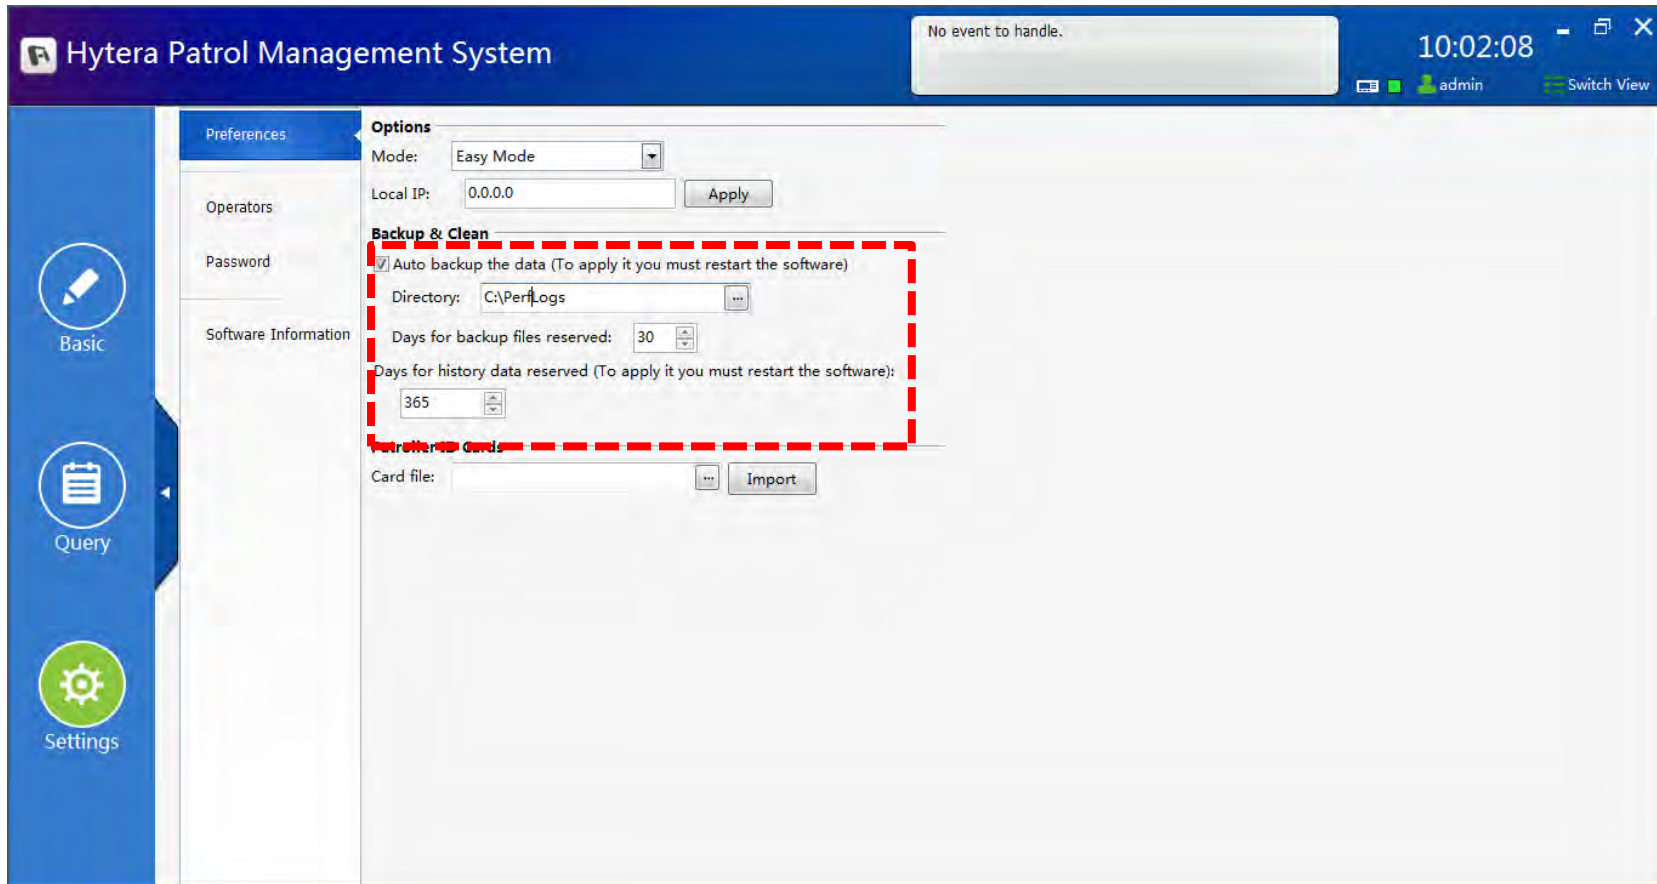 Hytera Patrol Management System
No event to handle.
10:02:08
admin
Switch View
Basic
Query
Settings
Preferences
Operators
Password
Software Information
Options
Mode: Easy Mode
Local IP: 0.0.0.0 Apply
Backup & Clean
Auto backup the data (To apply it you must restart the software)
Directory: C:\PerfLogs ...
Days for backup files reserved: 30
Days for history data reserved (To apply it you must restart the software):
365
Patroller ID Cards
Card file: ... Import